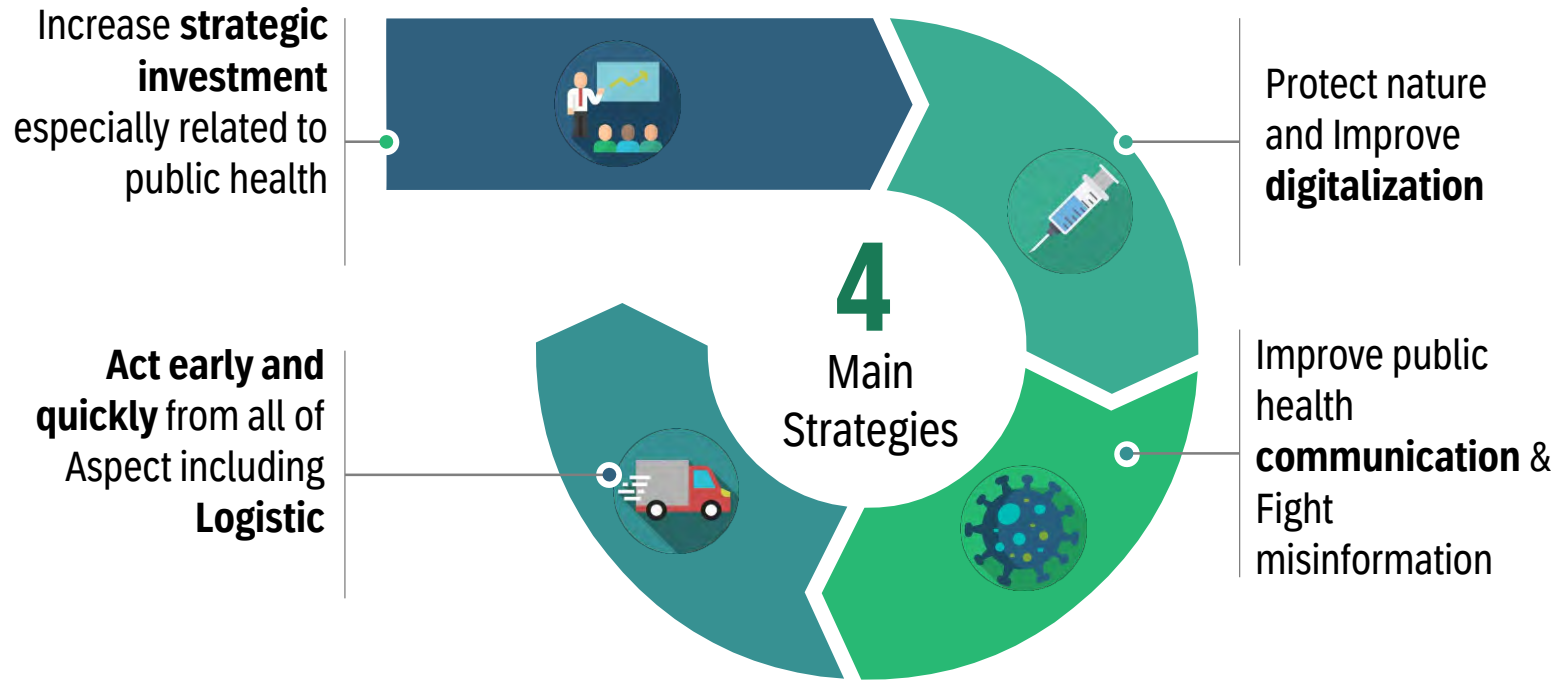 Increase strategic
investment
especially related to
public health
Protect nature
and Improve
digitalization
4
Main
Strategies
Improve public
health
communication &
Fight
misinformation
Act early and
quickly from all of
Aspect including
Logistic